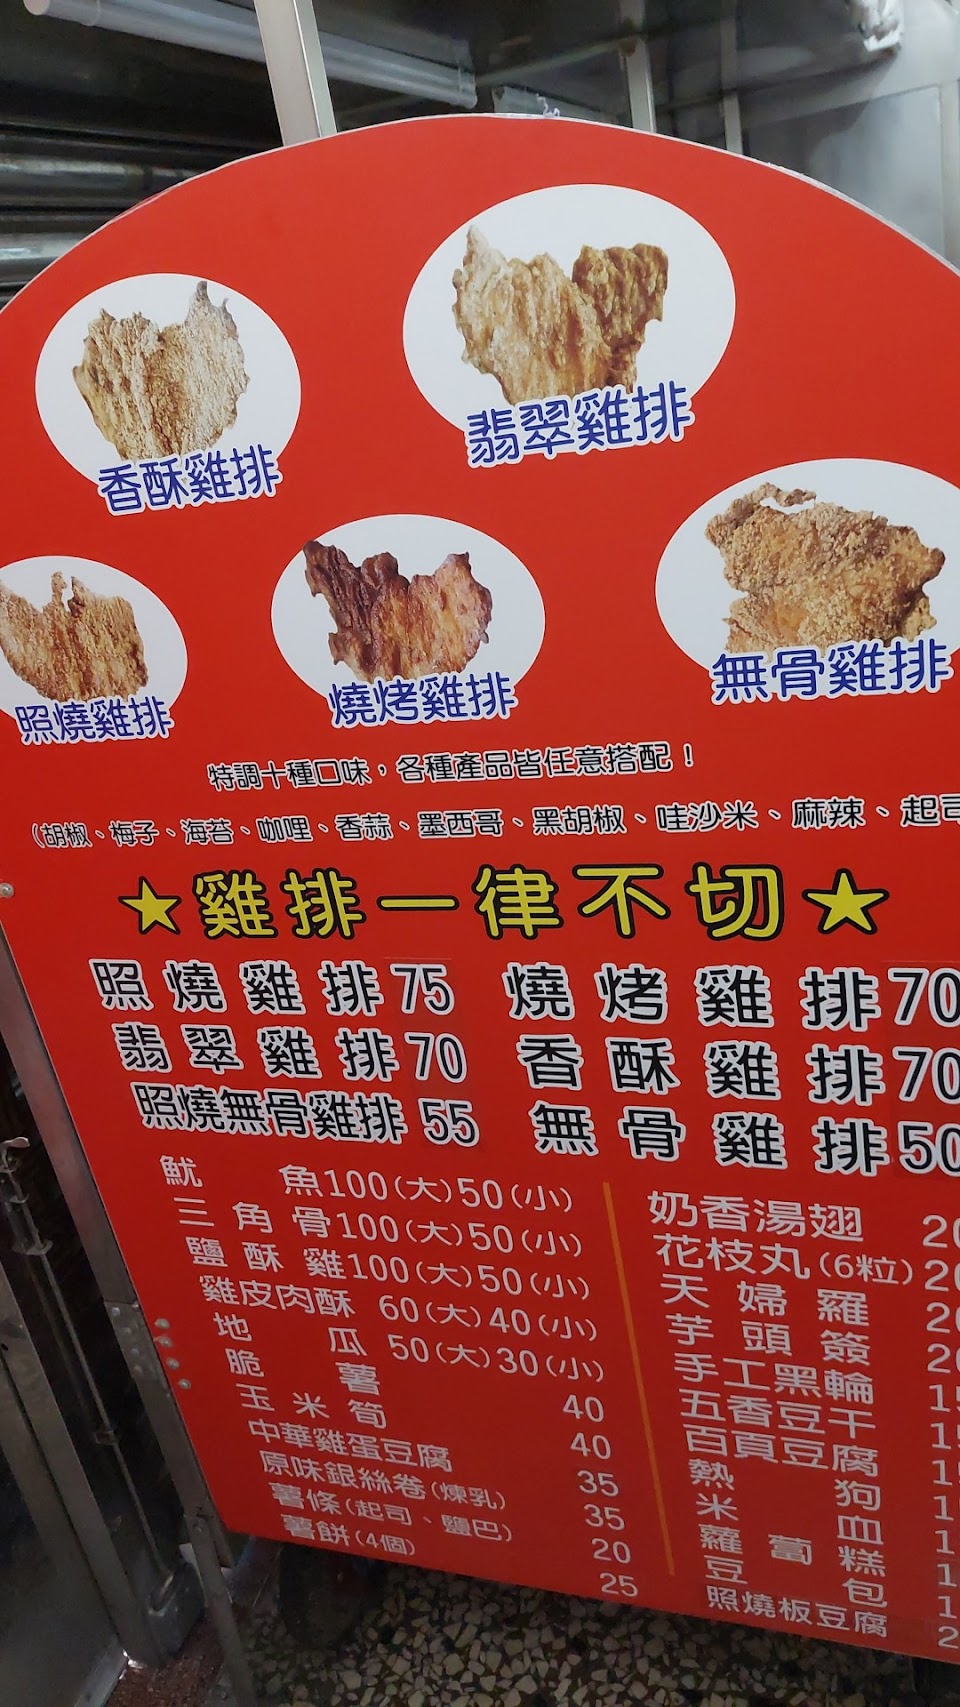 翡翠雞排
香酥雞排
無骨雞排
燒烤雞排
照燒雞排
特調十種口味，各種產品皆任意搭配！
（胡椒、梅子、海苔、咖哩、香蒜、墨西哥、黑胡椒、哇沙米、麻辣、起司
★雞排一律不切★
照燒雞排75 燒烤雞排70
翡翠雞排70 香酥雞排70
照燒無骨雞排 55 無骨雞排50
魷魚100(大)50(小)
三角骨100(大)50(小)
鹽酥雞100(大)50(小)
雞皮肉酥 60(大)40(小)
地瓜 50(大)30(小)
脆薯 40
玉米筍 40
中華雞蛋豆腐 35
原味銀絲卷(煉乳) 35
薯條(起司、鹽巴) 20
薯餅(4個) 25
奶香湯翅
花枝丸(6粒)
天婦羅
芋頭簽
手工黑輪
五香豆干
百頁豆腐
熱狗
米血
蘿蔔糕
豆包
照燒板豆腐